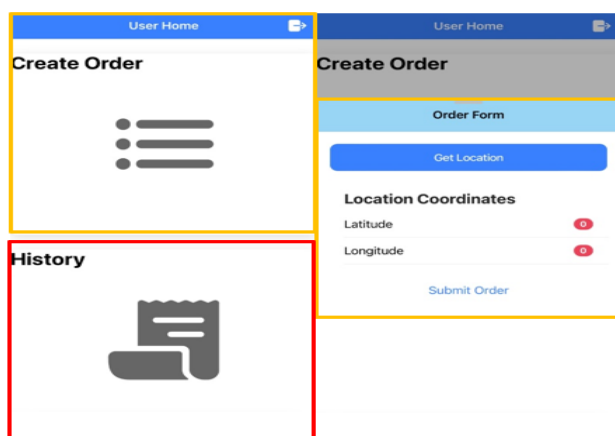 User Home
Create Order
History
User Home
Create Order
Order Form
Get Location
Location Coordinates
Latitude 0
Longitude 0
Submit Order